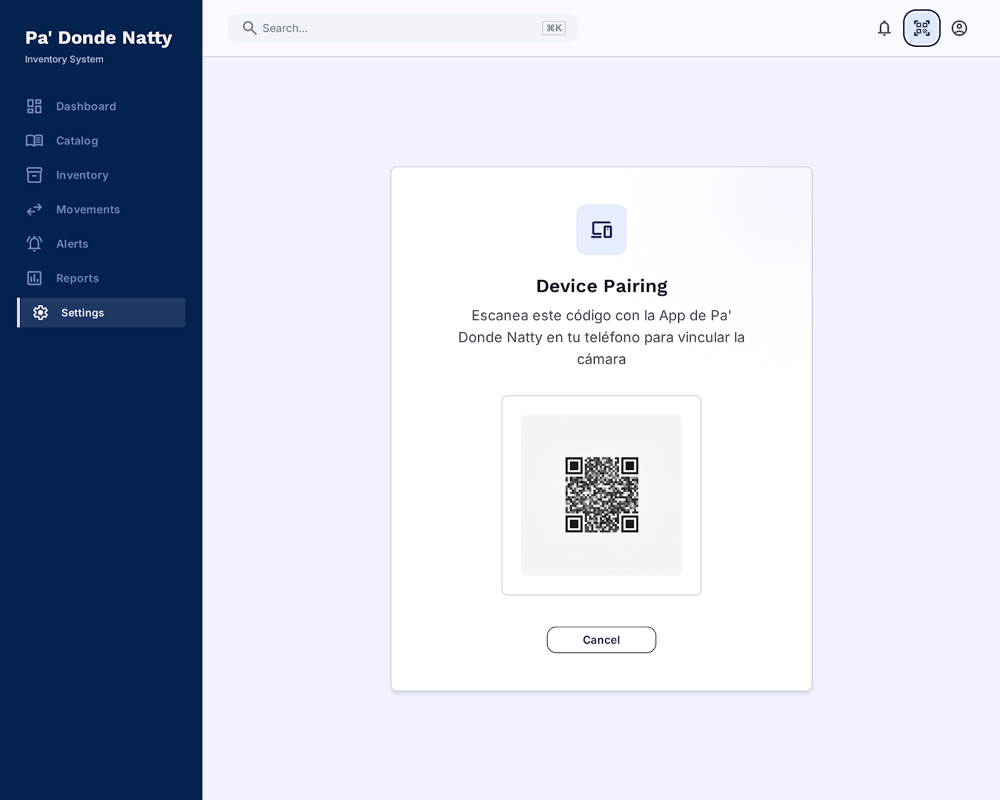 Pa' Donde Natty
Inventory System
Search...
⌘K
Dashboard
Catalog
Inventory
Movements
Alerts
Reports
Settings
Device Pairing
Escanea este código con la App de Pa'
Donde Natty en tu teléfono para vincular la
cámara
Cancel